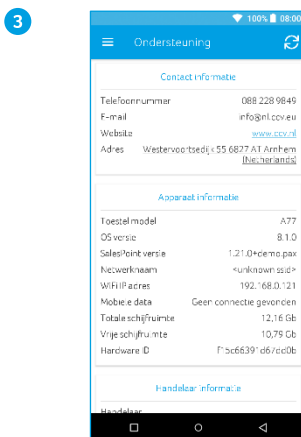 3
100% 08:00
Ondersteuning
Contact informatie
Telefoonnummer 088 228 9849
E-mail info@nl.ccv.eu
Website www.ccv.nl
Adres Westervoortsedijk 55 6827 AT Arnhem
(Netherlands)
Apparaat informatie
Toestel model A77
OS versie 8.1.0
SalesPoint versie 1.21.0+demo.pax
Netwerknaam <unknown ssid>
WiFi IP adres 192.168.0.121
Mobiele data Geen connectie gevonden
Totale schijfruimte 12,16 Gb
Vrije schijfruimte 10,79 Gb
Hardware ID f15c66391d67dd0b
Handelaar informatie
Handelaar